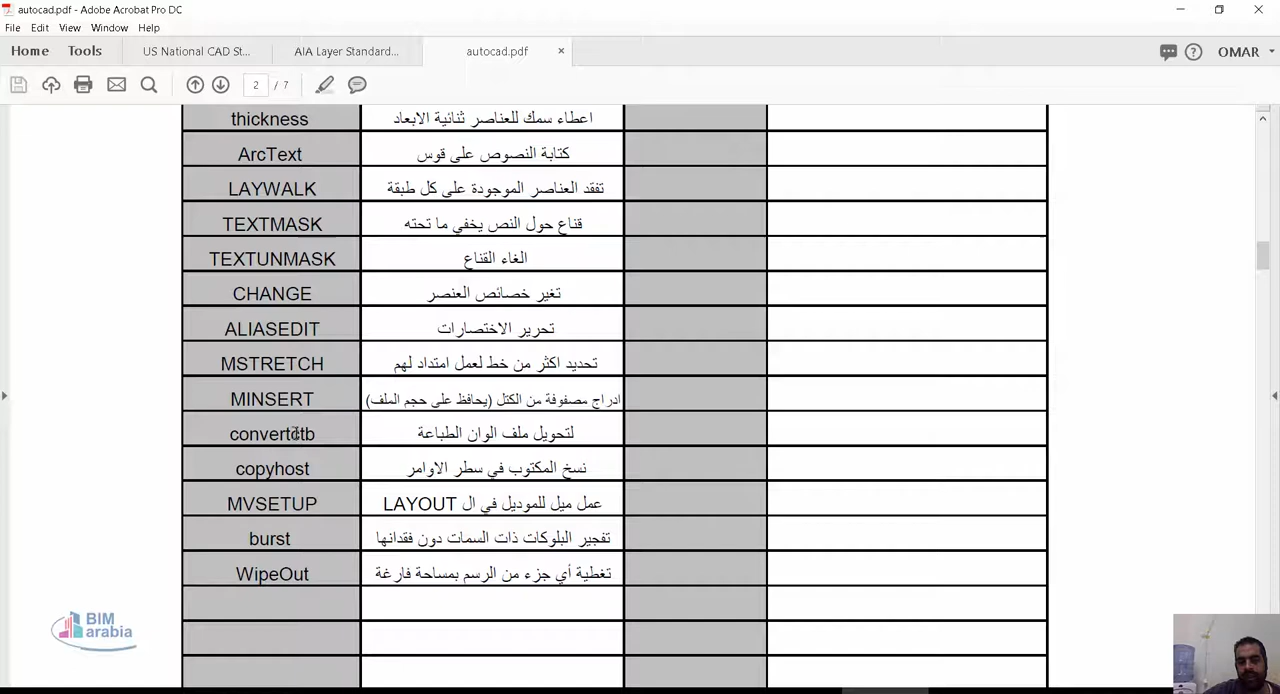 autocad.pdf - Adobe Acrobat Pro DC
File Edit View Window Help
Home Tools US National CAD St... AIA Layer Standard... autocad.pdf × OMAR
2 / 7
thickness اعطاء سمك للعناصر ثنائية الابعاد
ArcText كتابة النصوص على قوس
LAYWALK تفقد العناصر الموجودة على كل طبقة
TEXTMASK قناع حول النص يخفي ما تحته
TEXTUNMASK الغاء القناع
CHANGE تغير خصائص العنصر
ALIASEDIT تحرير الاختصارات
MSTRETCH تحديد اكثر من خط لعمل امتداد لهم
MINSERT ادراج مصفوفة من الكتل (يحافظ على حجم الملف)
convertctb لتحويل ملف الوان الطباعة
copyhost نسخ المكتوب في سطر الاوامر
MVSETUP عمل ميل للموديل في ال LAYOUT
burst تفجير البلوكات ذات السمات دون فقدانها
WipeOut تغطية أي جزء من الرسم بمساحة فارغة
BIM
arabia